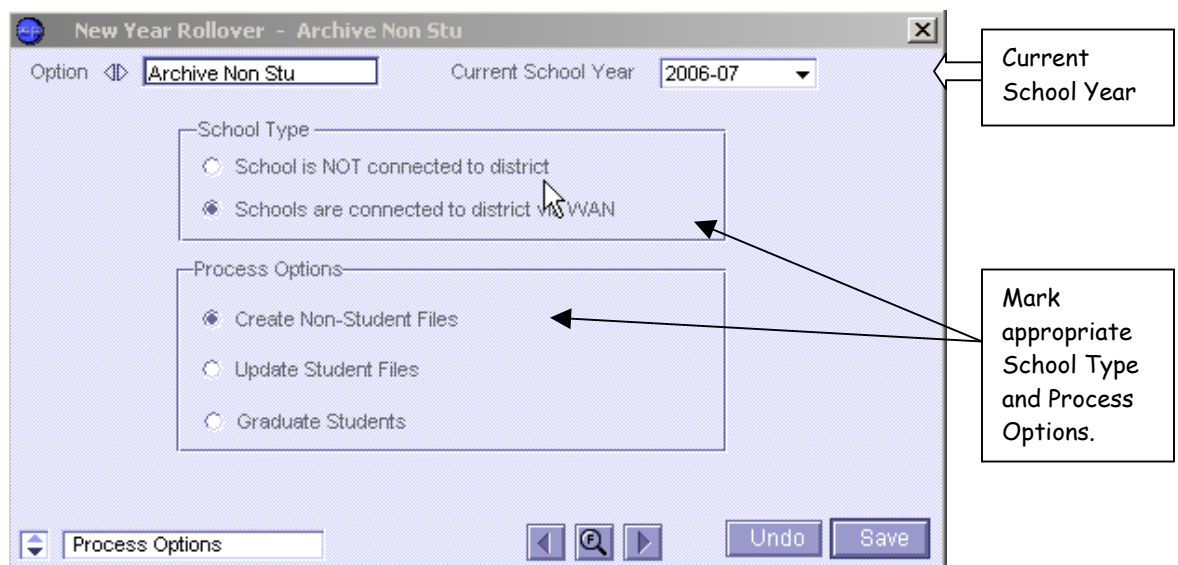 New Year Rollover - Archive Non Stu
Option Archive Non Stu Current School Year 2006-07
Current
School Year
School Type
School is NOT connected to district
Schools are connected to district via WAN
Process Options
Create Non-Student Files
Update Student Files
Graduate Students
Mark
appropriate
School Type
and Process
Options.
Process Options
Undo Save